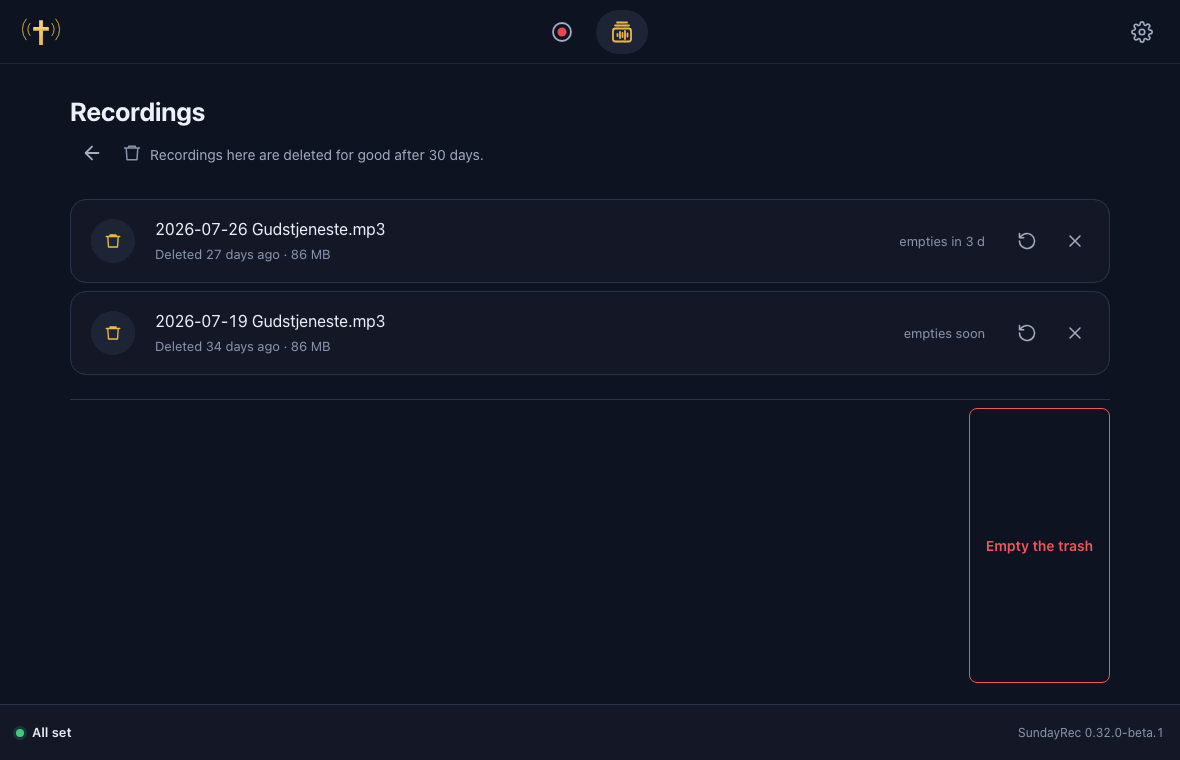 Recordings
Recordings here are deleted for good after 30 days.
2026-07-26 Gudstjeneste.mp3
Deleted 27 days ago · 86 MB
empties in 3 d
2026-07-19 Gudstjeneste.mp3
Deleted 34 days ago · 86 MB
empties soon
Empty the trash
All set
SundayRec 0.32.0-beta.1